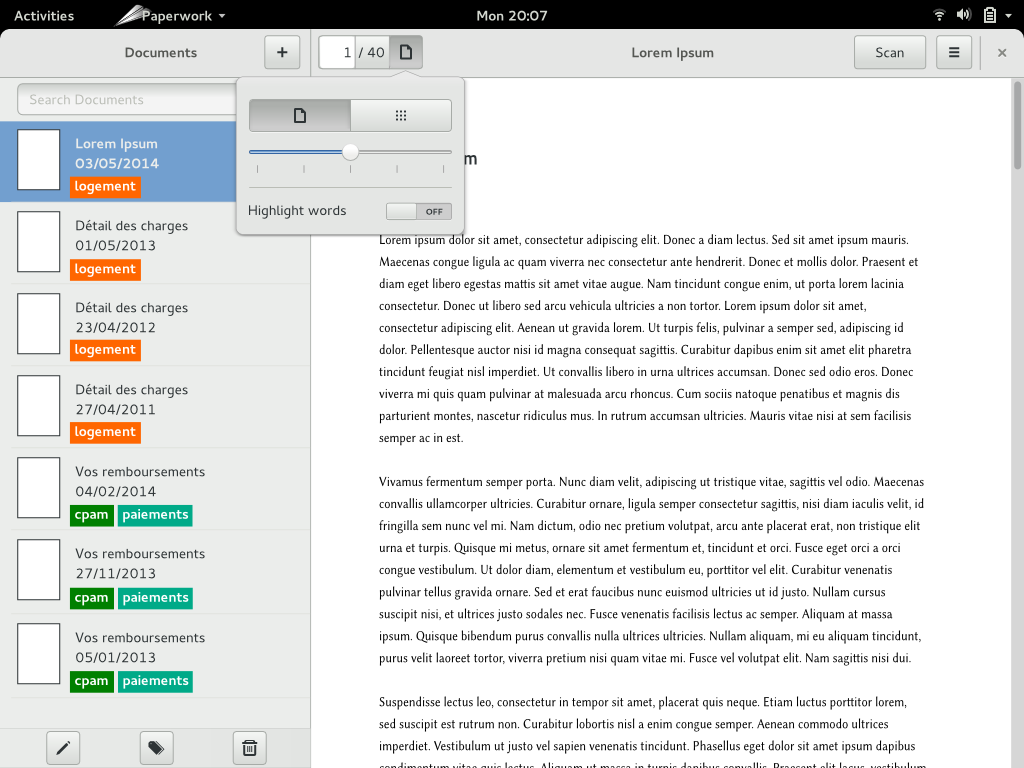 Activities Paperwork Mon 20:07
Documents + 1 / 40 Lorem Ipsum Scan
Search Documents
Highlight words OFF
Lorem Ipsum
03/05/2014
logement
Détail des charges
01/05/2013
logement
Détail des charges
23/04/2012
logement
Détail des charges
27/04/2011
logement
Vos remboursements
04/02/2014
cpam paiements
Vos remboursements
27/11/2013
cpam paiements
Vos remboursements
05/01/2013
cpam paiements
m
Lorem ipsum dolor sit amet, consectetur adipiscing elit. Donec a diam lectus. Sed sit amet ipsum mauris.
Maecenas congue ligula ac quam viverra nec consectetur ante hendrerit. Donec et mollis dolor. Praesent et
diam eget libero egestas mattis sit amet vitae augue. Nam tincidunt congue enim, ut porta lorem lacinia
consectetur. Donec ut libero sed arcu vehicula ultricies a non tortor. Lorem ipsum dolor sit amet,
consectetur adipiscing elit. Aenean ut gravida lorem. Ut turpis felis, pulvinar a semper sed, adipiscing id
dolor. Pellentesque auctor nisi id magna consequat sagittis. Curabitur dapibus enim sit amet elit pharetra
tincidunt feugiat nisl imperdiet. Ut convallis libero in urna ultrices accumsan. Donec sed odio eros. Donec
viverra mi quis quam pulvinar at malesuada arcu rhoncus. Cum sociis natoque penatibus et magnis dis
parturient montes, nascetur ridiculus mus. In rutrum accumsan ultricies. Mauris vitae nisi at sem facilisis
semper ac in est.
Vivamus fermentum semper porta. Nunc diam velit, adipiscing ut tristique vitae, sagittis vel odio. Maecenas
convallis ullamcorper ultricies. Curabitur ornare, ligula semper consectetur sagittis, nisi diam iaculis velit, id
fringilla sem nunc vel mi. Nam dictum, odio nec pretium volutpat, arcu ante placerat erat, non tristique elit
urna et turpis. Quisque mi metus, ornare sit amet fermentum et, tincidunt et orci. Fusce eget orci a orci
congue vestibulum. Ut dolor diam, elementum et vestibulum eu, porttitor vel elit. Curabitur venenatis
pulvinar tellus gravida ornare. Sed et erat faucibus nunc euismod ultricies ut id justo. Nullam cursus
suscipit nisi, et ultrices justo sodales nec. Fusce venenatis facilisis lectus ac semper. Aliquam at massa
ipsum. Quisque bibendum purus convallis nulla ultrices ultricies. Nullam aliquam, mi eu aliquam tincidunt,
purus velit laoreet tortor, viverra pretium nisi quam vitae mi. Fusce vel volutpat elit. Nam sagittis nisi dui.
Suspendisse lectus leo, consectetur in tempor sit amet, placerat quis neque. Etiam luctus porttitor lorem,
sed suscipit est rutrum non. Curabitur lobortis nisl a enim congue semper. Aenean commodo ultrices
imperdiet. Vestibulum ut justo vel sapien venenatis tincidunt. Phasellus eget dolor sit amet ipsum dapibus
condimentum vitae quis lectus. Aliquam ut massa in turpis dapibus convallis. Praesent elit lacus, vestibulum